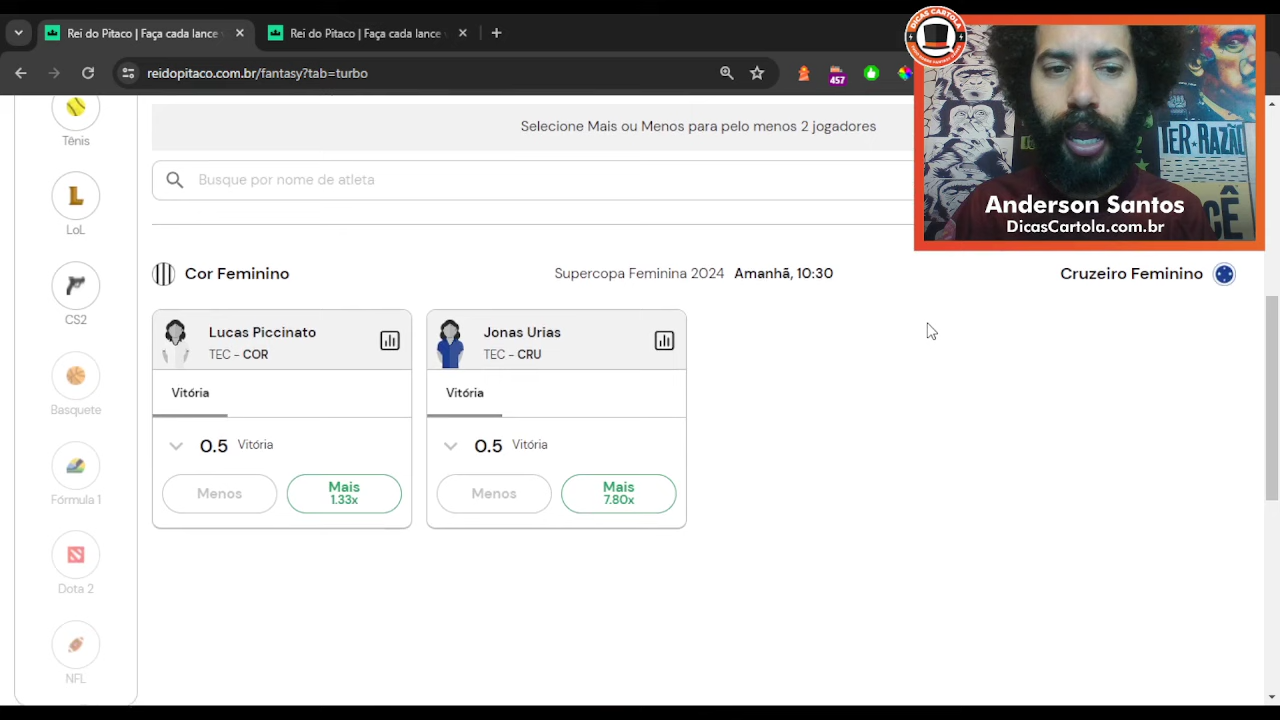 Rei do Pitaco | Faça cada lance
Rei do Pitaco | Faça cada lance
reidopitaco.com.br/fantasy?tab=turbo
457
DICAS CARTOLA
TER RAZÃO
CÊ
Anderson Santos
DicasCartola.com.br
Tênis
LoL
CS2
Basquete
Fórmula 1
Dota 2
NFL
Selecione Mais ou Menos para pelo menos 2 jogadores
Busque por nome de atleta
Cor Feminino
Supercopa Feminina 2024 Amanhã, 10:30
Cruzeiro Feminino
Lucas Piccinato
TEC - COR
Vitória
0.5 Vitória
Menos
Mais
1.33x
Jonas Urias
TEC - CRU
Vitória
0.5 Vitória
Menos
Mais
7.80x